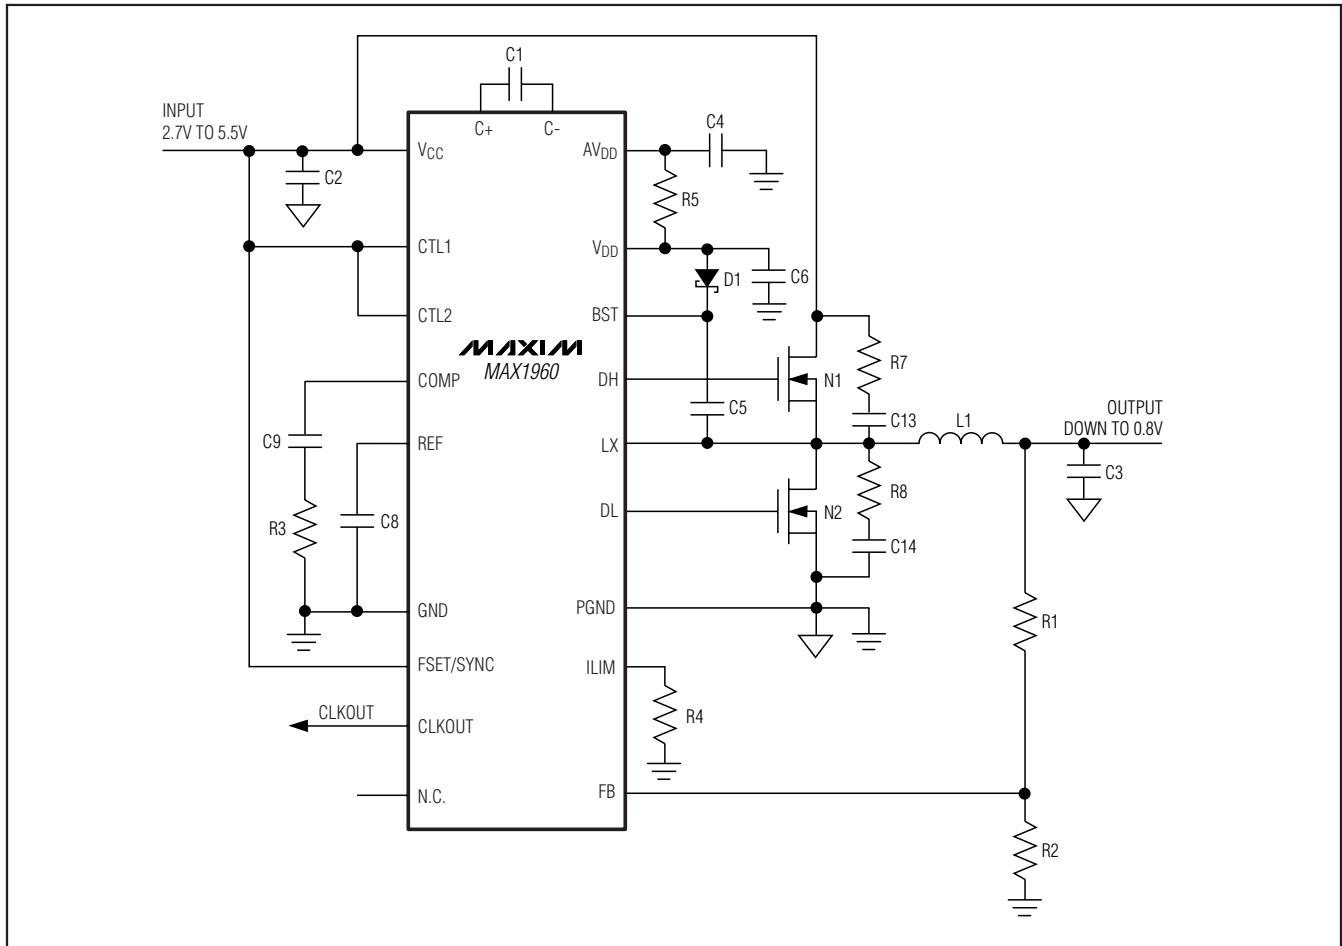 C1
INPUT
2.7V TO 5.5V
C+
C-
C4
VCC
AVDD
C2
R5
CTL1
VDD
D1
C6
CTL2
BST
MAXIM
MAX1960
R7
COMP
DH
N1
C5
C13
L1
OUTPUT
DOWN TO 0.8V
C9
REF
LX
C3
R8
R3
C8
DL
N2
C14
GND
PGND
R1
FSET/SYNC
ILIM
CLKOUT
CLKOUT
R4
N.C.
FB
R2